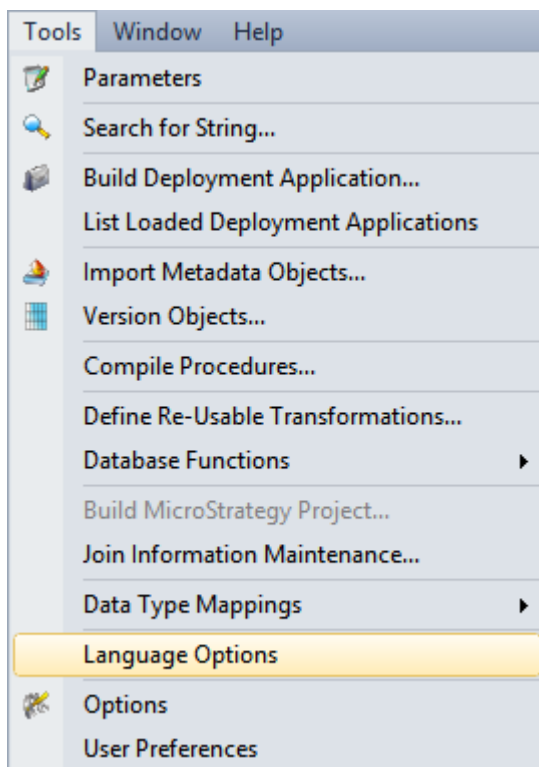 Tools Window Help
Parameters
Search for String...
Build Deployment Application...
List Loaded Deployment Applications
Import Metadata Objects...
Version Objects...
Compile Procedures...
Define Re-Usable Transformations...
Database Functions
Build MicroStrategy Project...
Join Information Maintenance...
Data Type Mappings
Language Options
Options
User Preferences